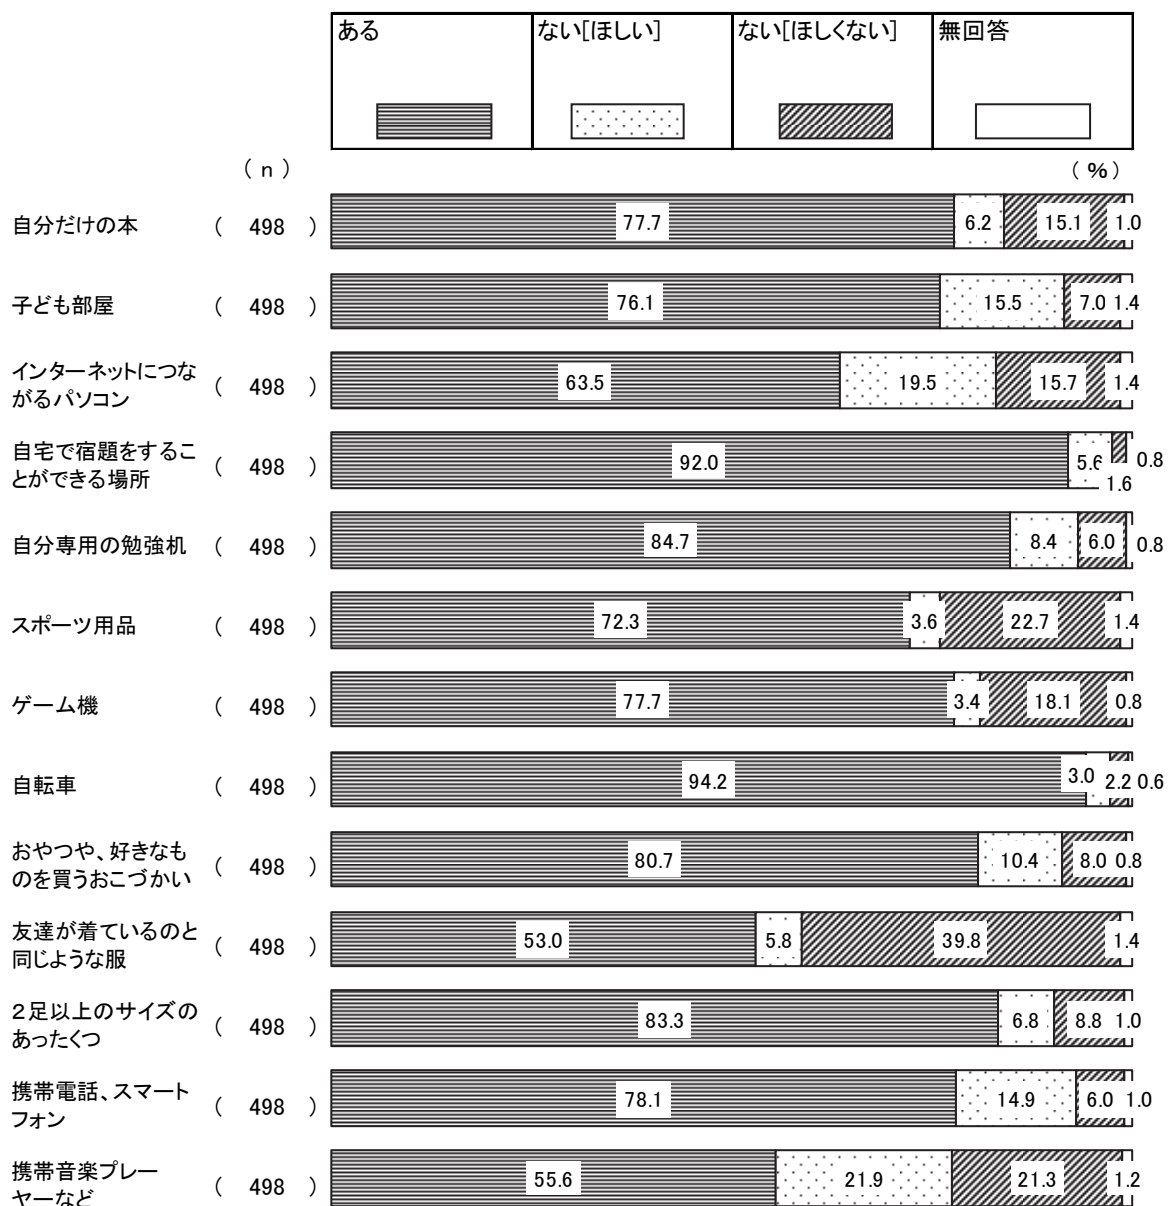 ある ない[ほしい] ない[ほしくない] 無回答
( n ) ( % )
自分だけの本 ( 498 ) 77.7 6.2 15.1 1.0
子ども部屋 ( 498 ) 76.1 15.5 7.0 1.4
インターネットにつな
がるパソコン ( 498 ) 63.5 19.5 15.7 1.4
自宅で宿題をするこ
とができる場所 ( 498 ) 92.0 5.6 1.6 0.8
自分専用の勉強机 ( 498 ) 84.7 8.4 6.0 0.8
スポーツ用品 ( 498 ) 72.3 3.6 22.7 1.4
ゲーム機 ( 498 ) 77.7 3.4 18.1 0.8
自転車 ( 498 ) 94.2 3.0 2.2 0.6
おやつや、好きなも
のを買うおこづかい ( 498 ) 80.7 10.4 8.0 0.8
友達が着ているのと
同じような服 ( 498 ) 53.0 5.8 39.8 1.4
２足以上のサイズの
あったくつ ( 498 ) 83.3 6.8 8.8 1.0
携帯電話、スマート
フォン ( 498 ) 78.1 14.9 6.0 1.0
携帯音楽プレー
ヤーなど ( 498 ) 55.6 21.9 21.3 1.2